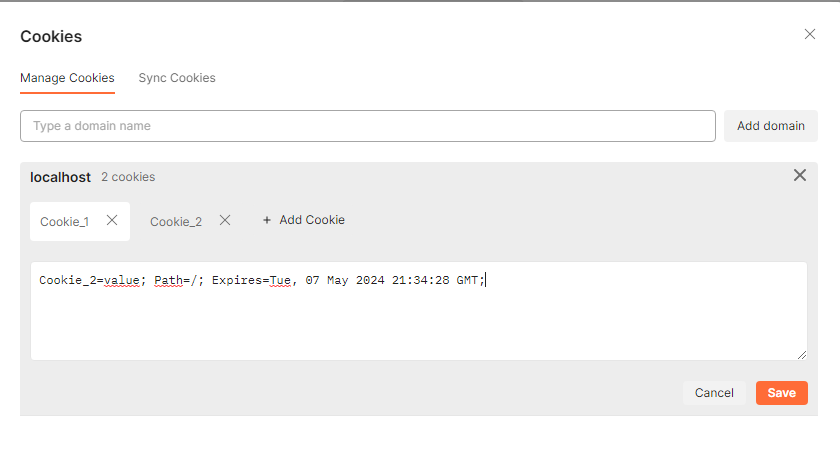 Cookies
Manage Cookies Sync Cookies
Type a domain name Add domain
localhost 2 cookies
Cookie_1 Cookie_2 + Add Cookie
Cookie_2=value; Path=/; Expires=Tue, 07 May 2024 21:34:28 GMT;
Cancel Save